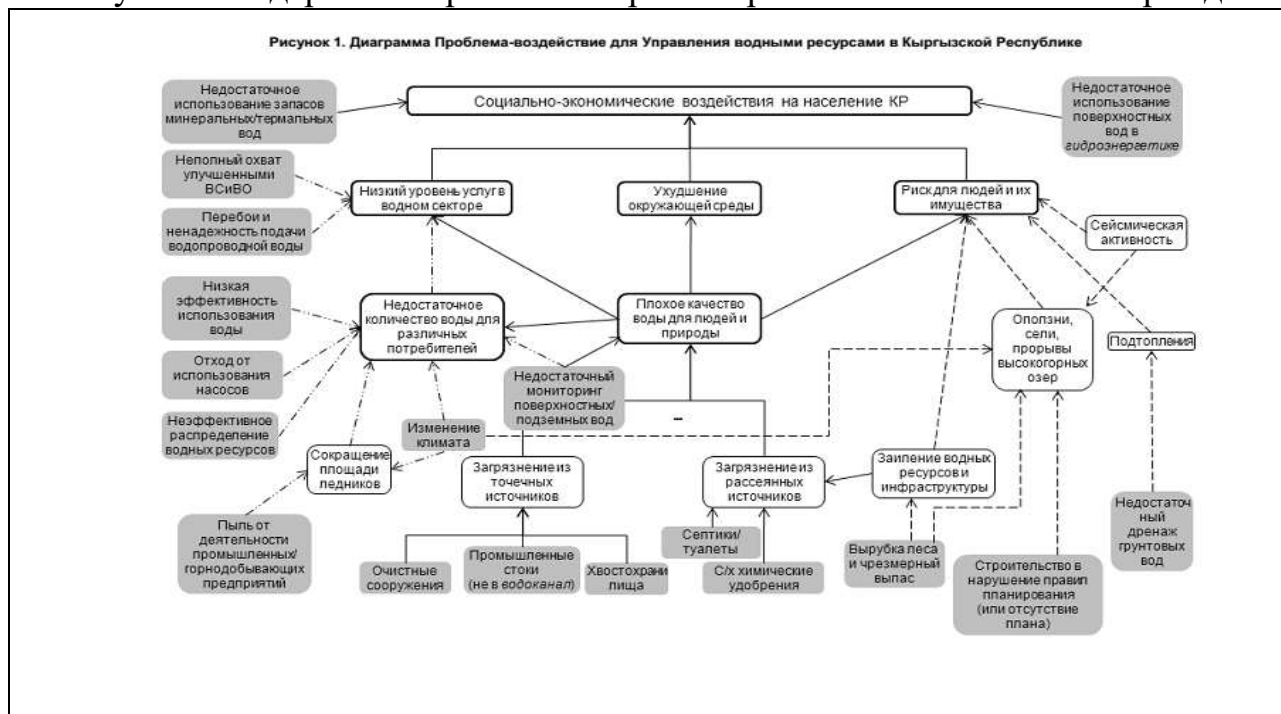 Рисунок 1. Диаграмма Проблема-воздействие для Управления водными ресурсами в Кыргызской Республике
Недостаточное
использование запасов
минеральных/термальных
вод
Социально-экономические воздействия на население КР
Недостаточное
использование
поверхностных
вод в
гидроэнергетике
Неполный охват
улучшенными
ВСиВО
Перебои и
ненадежность подачи
водопроводной воды
Низкий уровень услуг в
водном секторе
Ухудшение
окружающей среды
Риск для людей и их
имущества
Сейсмическая
активность
Низкая
эффективность
использования
воды
Недостаточное
количество воды для
различных
потребителей
Плохое качество
воды для людей и
природы
Оползни,
сели,
прорывы
высокогорных
озер
Подтопления
Отход от
использования
насосов
Недостаточный
мониторинг
поверхностных/
подземных вод
Неэффективное
распределение
водных ресурсов
Изменение
климата
–
Сокращение
площади
ледников
Загрязнение из
точечных
источников
Загрязнение из
рассеянных
источников
Заиление водных
ресурсов и
инфраструктуры
Недостаточ
ный
дренаж
грунтовых
вод
Пыль от
деятельности
промышленных/
горнодобывающих
предприятий
Очистные
сооружения
Промышленные
стоки
(не в водоканал)
Хвостохрани
лища
Септики/
туалеты
С/х химические
удобрения
Вырубка леса
и чрезмерный
выпас
Строительство в
нарушение правил
планирования
(или отсутствие
плана)